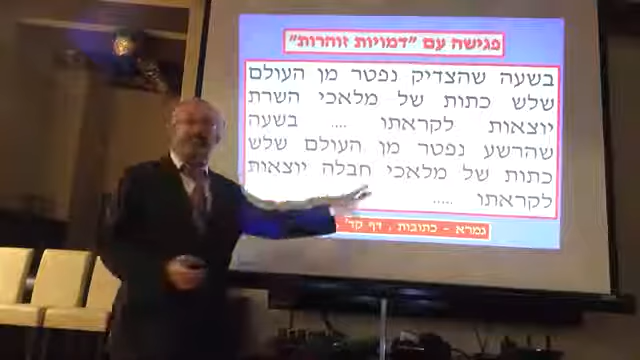 פגישה עם "דמויות זוהרות"
בשעה שהצדיק נפטר מן העולם
שלש כתות של מלאכי השרת
יוצאות לקראתו .... בשעה
שהרשע נפטר מן העולם שלש
כתות של מלאכי חבלה יוצאות
לקראתו .....
גמרא - כתובות , דף קד'